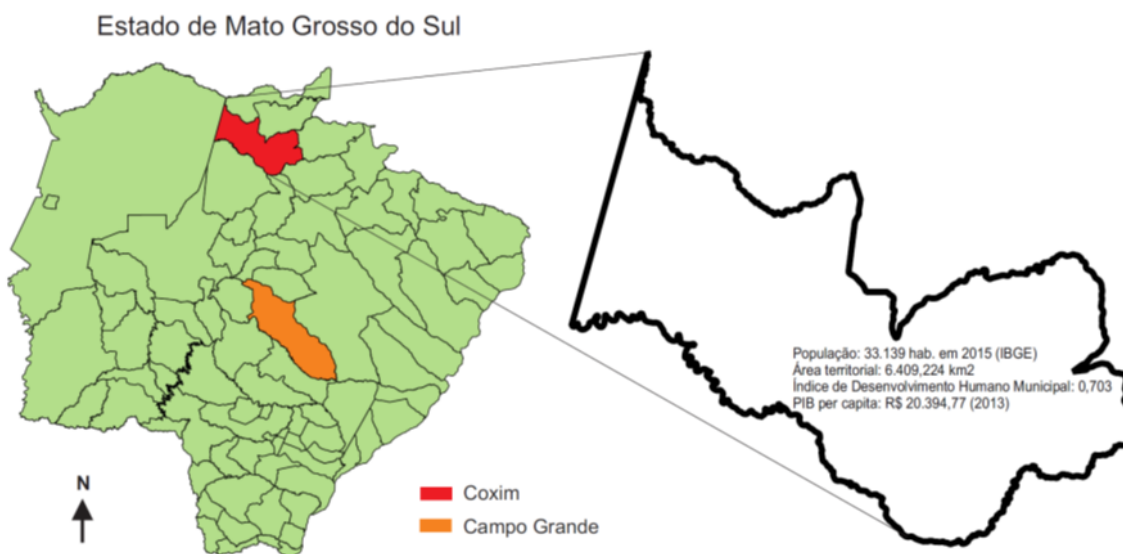 Estado de Mato Grosso do Sul
População: 33.139 hab. em 2015 (IBGE)
Área territorial: 6.409,224 km2
Índice de Desenvolvimento Humano Municipal: 0,703
PIB per capita: R$ 20.394,77 (2013)
N
Coxim
Campo Grande